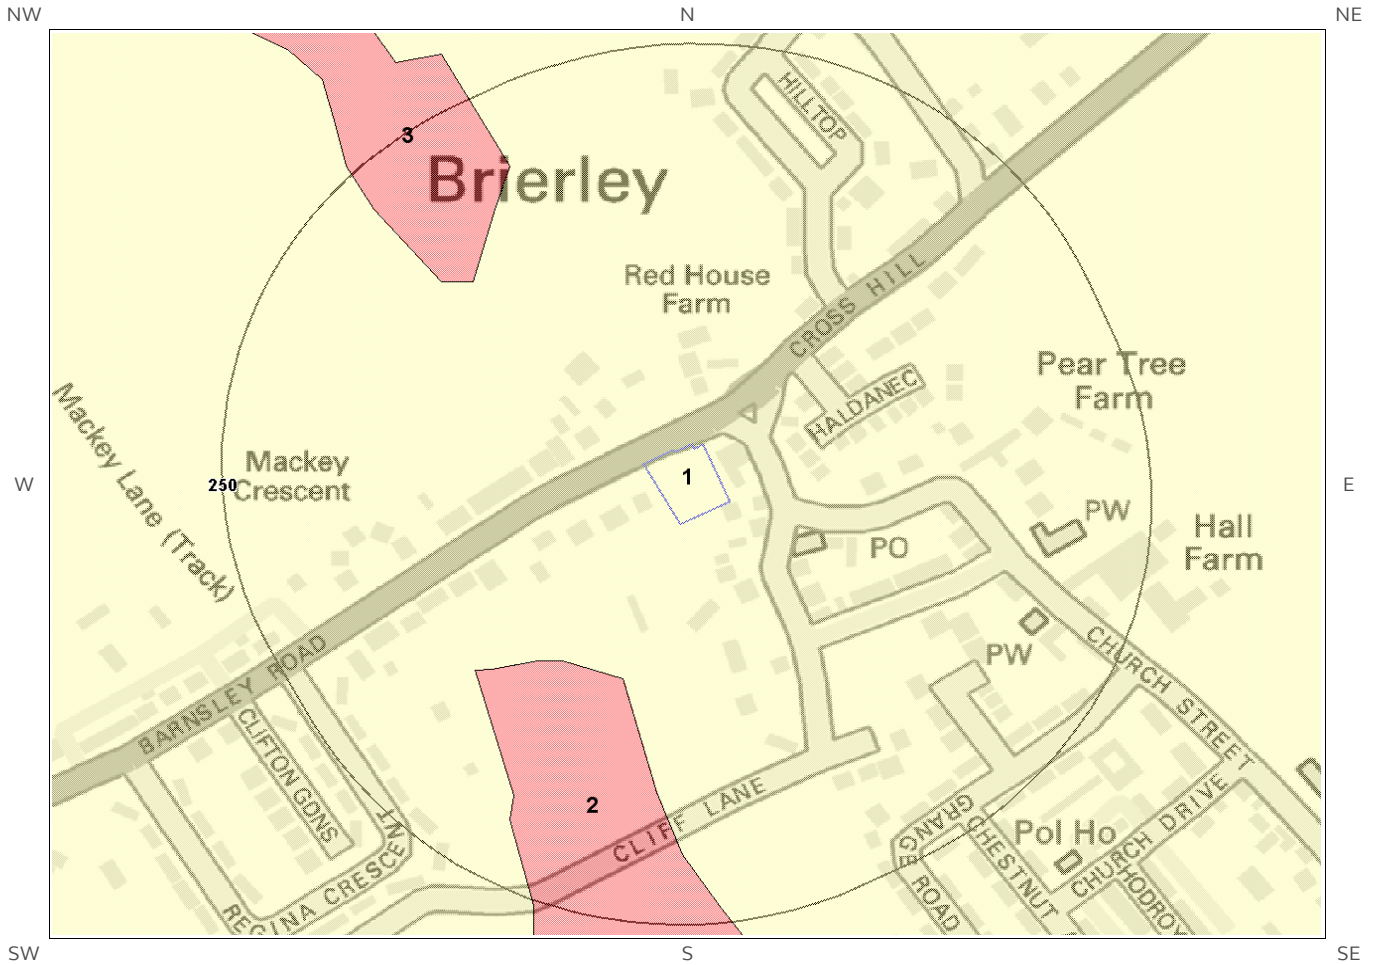 NW
N
NE
HILLTOP
3
Brierley
Red House
Farm
CROSS HILL
Pear Tree
Farm
HALDANEC
Mackey Lane (Track)
Mackey
Crescent
250
W
1
E
PW
Hall
Farm
PO
BARNSLEY ROAD
PW
CHURCH STREET
CLIFTON GDNS
2
CLIFF LANE
REGINA CRESCENT
GRANGE
ROAD
CHESTNUT
Pol Ho
CHURCH DRIVE
HODROY
SW
S
SE